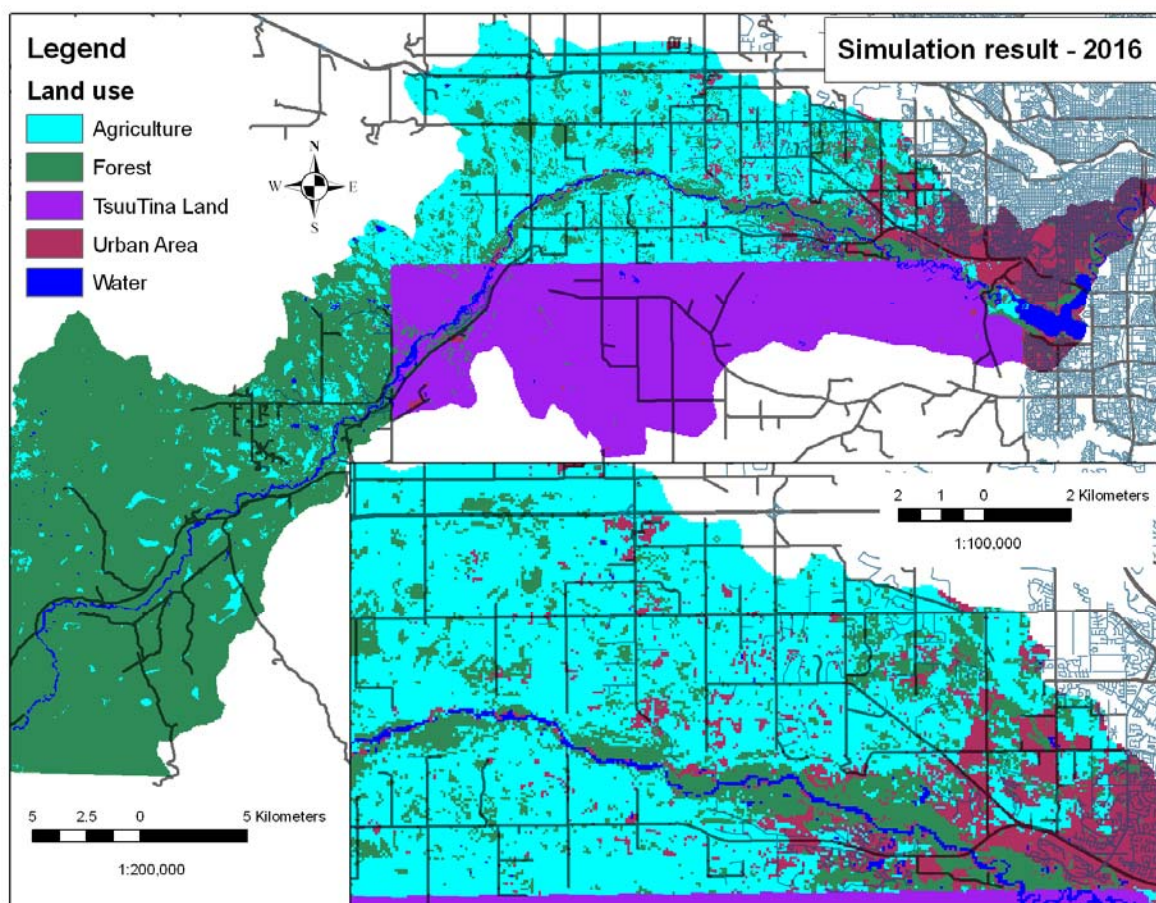 Legend
Land use
Agriculture
Forest
TsuuTina Land
Urban Area
Water
N
W E
S
Simulation result - 2016
2 1 0 2 Kilometers
1:100,000
5 2.5 0 5 Kilometers
1:200,000